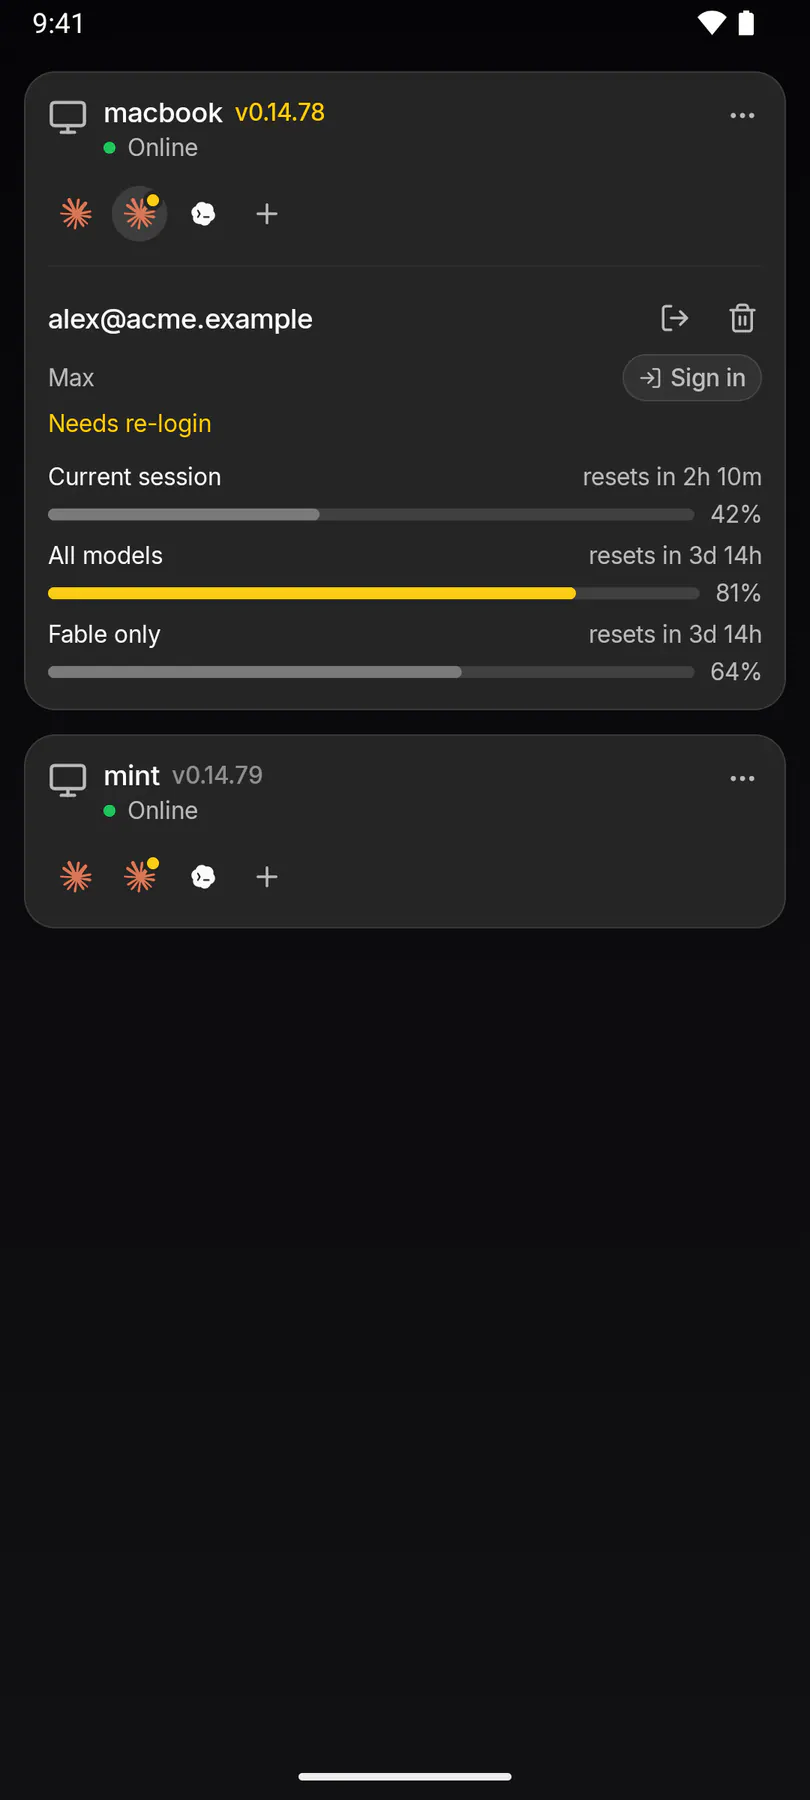 9:41
macbook v0.14.78
Online
alex@acme.example
Max
Sign in
Needs re-login
Current session resets in 2h 10m
42%
All models resets in 3d 14h
81%
Fable only resets in 3d 14h
64%
mint v0.14.79
Online